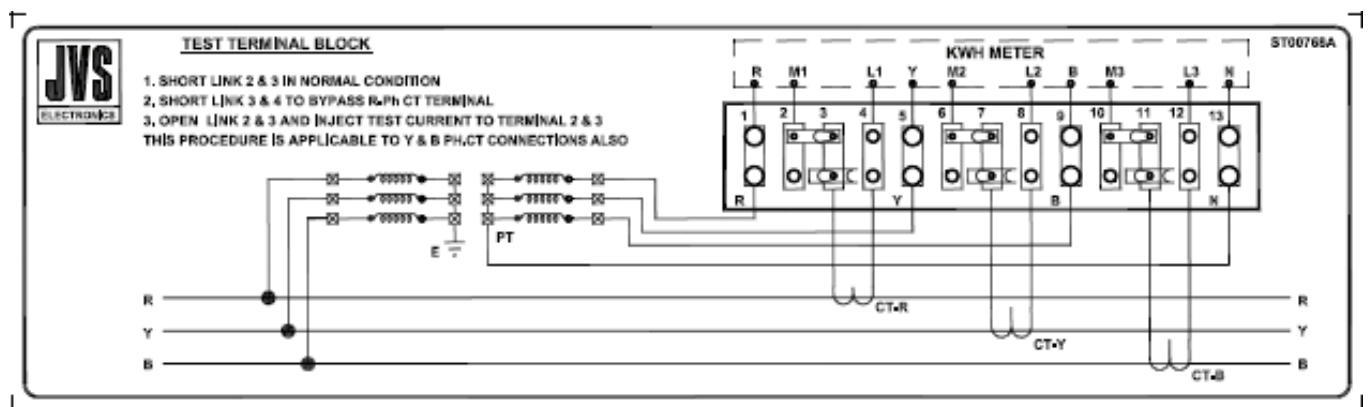 JVS
ELECTRONICS
TEST TERMINAL BLOCK
1. SHORT LINK 2 & 3 IN NORMAL CONDITION
2, SHORT LINK 3 & 4 TO BYPASS R-Ph CT TERMINAL
3, OPEN LINK 2 & 3 AND INJECT TEST CURRENT TO TERMINAL 2 & 3
THIS PROCEDURE IS APPLICABLE TO Y & B PH.CT CONNECTIONS ALSO
ST00768A
KWH METER
R M1 L1 Y M2 L2 B M3 L3 N
1 2 3 4 5 6 7 8 9 10 11 12 13
R Y B N
E PT
R CT-R R
Y CT-Y Y
B CT-B B